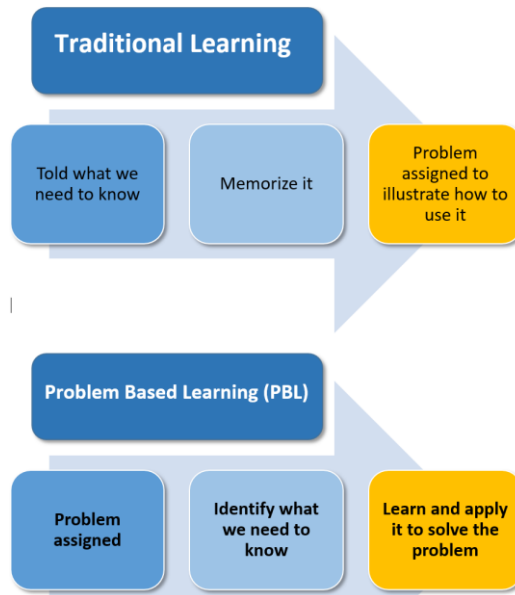 Traditional Learning
Told what we
need to know
Memorize it
Problem
assigned to
illustrate how to
use it
Problem Based Learning (PBL)
Problem
assigned
Identify what
we need to
know
Learn and apply
it to solve the
problem